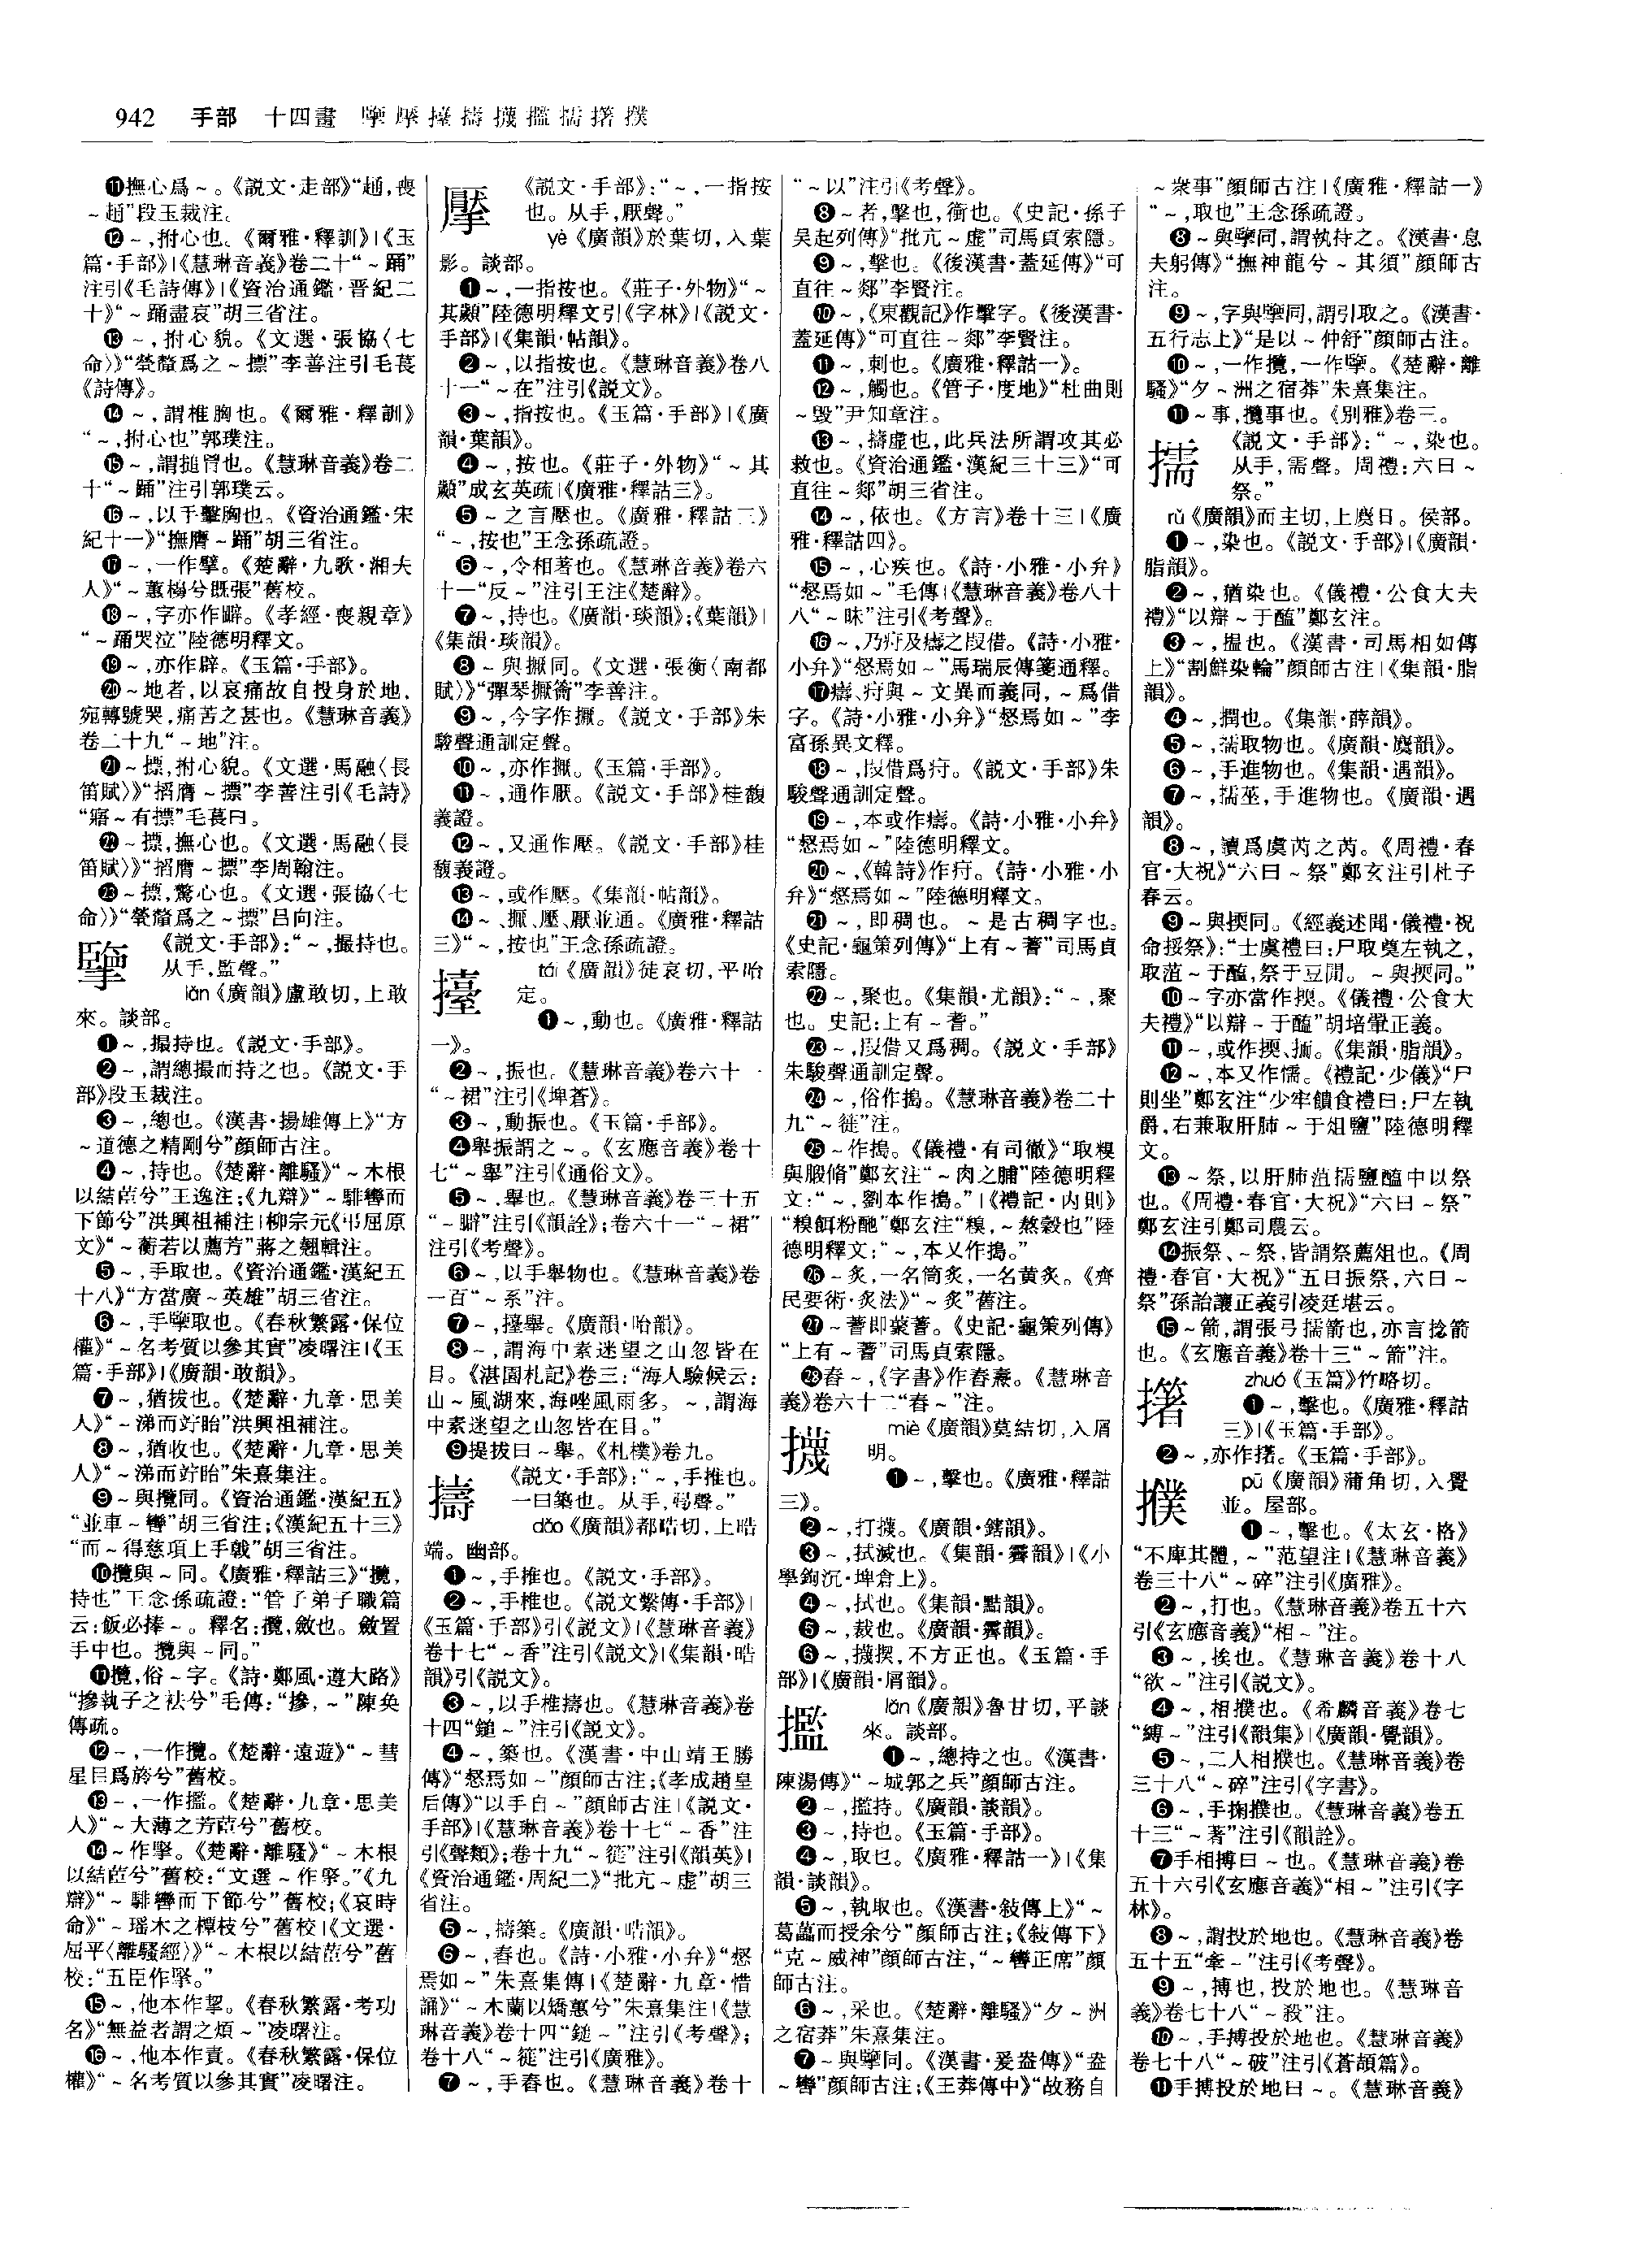 942 手部 十四畫 擥擪擡擣擮㩜擩撯撲
⓫撫心爲～。《説文·走部》“趙,喪
～趙”段玉裁注。
⓬～,拊心也。《爾雅·釋訓》|《玉
篇·手部》|《慧琳音義》卷二十“～踊”
注引《毛詩傳》|《資治通鑑·晋紀二
十》“～踊盡哀”胡三省注。
⓭～,拊心貌。《文選·張協〈七
命〉》“煢嫠爲之～摽”李善注引毛萇
《詩傳》。
⓮～,謂椎胸也。《爾雅·釋訓》
“～,拊心也”郭璞注。
⓯～,謂搥胷也。《慧琳音義》卷二
十“～踊”注引郭璞云。
⓰～,以手擊胸也。《資治通鑑·宋
紀十一》“撫膺～踊”胡三省注。
⓱～,一作擘。《楚辭·九歌·湘夫
人》“～蕙櫋兮既張”舊校。
⓲～,字亦作擗。《孝經·喪親章》
“～踊哭泣”陸德明釋文。
⓳～,亦作辟。《玉篇·手部》。
⓴～地者,以哀痛故自投身於地,
宛轉號哭,痛苦之甚也。《慧琳音義》
卷二十九“～地”注。
㉑～摽,拊心貌。《文選·馬融〈長
笛賦〉》“搯膺～摽”李善注引《毛詩》
“寤～有摽”毛萇曰。
㉒～摽,撫心也。《文選·馬融〈長
笛賦〉》“搯膺～摽”李周翰注。
㉓～摽,驚心也。《文選·張協〈七
命〉》“煢嫠爲之～摽”吕向注。
擥 《説文·手部》:“～,撮持也。
从手,監聲。”
lǎn《廣韻》盧敢切,上敢
來。談部。
❶～,撮持也。《説文·手部》。
❷～,謂總撮而持之也。《説文·手
部》段玉裁注。
❸～,總也。《漢書·揚雄傳上》“方
～道德之精剛兮”顔師古注。
❹～,持也。《楚辭·離騷》“～木根
以結茝兮”王逸注;《九辯》“～騑轡而
下節兮”洪興祖補注|柳宗元《弔屈原
文》“～蘅若以薦芳”蔣之翹輯注。
❺～,手取也。《資治通鑑·漢紀五
十八》“方當廣～英雄”胡三省注。
❻～,手擥取也。《春秋繁露·保位
權》“～名考質以參其實”凌曙注|《玉
篇·手部》|《廣韻·敢韻》。
❼～,猶拔也。《楚辭·九章·思美
人》“～涕而竚眙”洪興祖補注。
❽～,猶收也。《楚辭·九章·思美
人》“～涕而竚眙”朱熹集注。
❾～與攬同。《資治通鑑·漢紀五》
“並車～轡”胡三省注;《漢紀五十三》
“而～得慈項上手戟”胡三省注。
❿攬與～同。《廣雅·釋詁三》“攬,
持也”王念孫疏證:“管子弟子職篇
云:飯必捧～。釋名:攬,斂也。斂置
手中也。攬與～同。”
⓫攬,俗～字。《詩·鄭風·遵大路》
“摻執子之袪兮”毛傳:“摻,～”陳奂
傳疏。
⓬～,一作攬。《楚辭·遠遊》“～彗
星㠯爲旍兮”舊校。
⓭～,一作擥。《楚辭·九章·思美
人》“～大薄之芳茝兮”舊校。
⓮～作擥。《楚辭·離騷》“～木根
以結茝兮”舊校:“文選～作擥。”《九
辯》“～騑轡而下節兮”舊校;《哀時
命》“～瑶木之橝枝兮”舊校|《文選·
屈平〈離騷經〉》“～木根以結茝兮”舊
校:“五臣作擥。”
⓯～,他本作挈。《春秋繁露·考功
名》“無益者謂之煩～”凌曙注。
⓰～,他本作責。《春秋繁露·保位
權》“～名考質以參其實”凌曙注。
擪 《説文·手部》:“～,一指按
也。从手,厭聲。”
yè《廣韻》於葉切,入葉
影。談部。
❶～,一指按也。《莊子·外物》“～
其顪”陸德明釋文引《字林》|《説文·
手部》|《集韻·帖韻》。
❷～,以指按也。《慧琳音義》卷八
十一“～在”注引《説文》。
❸～,指按也。《玉篇·手部》|《廣
韻·葉韻》。
❹～,按也。《莊子·外物》“～其
顪”成玄英疏|《廣雅·釋詁三》。
❺～之言壓也。《廣雅·釋詁三》
“～,按也”王念孫疏證。
❻～,令相著也。《慧琳音義》卷六
十一“反～”注引王注《楚辭》。
❼～,持也。《廣韻·琰韻》;《葉韻》|
《集韻·琰韻》。
❽～與擫同。《文選·張衡〈南都
賦〉》“彈琴擫籥”李善注。
❾～,今字作擫。《説文·手部》朱
駿聲通訓定聲。
❿～,亦作擫。《玉篇·手部》。
⓫～,通作厭。《説文·手部》桂馥
義證。
⓬～,又通作壓。《説文·手部》桂
馥義證。
⓭～,或作壓。《集韻·帖韻》。
⓮～、擫、壓、厭並通。《廣雅·釋詁
三》“～,按也”王念孫疏證。
擡 tái《廣韻》徒哀切,平咍
定。
❶～,動也。《廣雅·釋詁
一》。
❷～,振也。《慧琳音義》卷六十一
“～裙”注引《埤蒼》。
❸～,動振也。《玉篇·手部》。
❹舉振謂之～。《玄應音義》卷十
七“～舉”注引《通俗文》。
❺～,舉也。《慧琳音義》卷三十五
“～臂”注引《韻詮》;卷六十一“～裙”
注引《考聲》。
❻～,以手舉物也。《慧琳音義》卷
一百“～系”注。
❼～,擡舉。《廣韻·咍韻》。
❽～,謂海中素迷望之山忽皆在
目。《湛園札記》卷三:“海人驗候云:
山～風湖來,海唑風雨多。～,謂海
中素迷望之山忽皆在目。”
❾提拔曰～舉。《札樸》卷九。
擣 《説文·手部》:“～,手推也。
一曰築也。从手,𠷎聲。”
dǎo《廣韻》都晧切,上晧
端。幽部。
❶～,手推也。《説文·手部》。
❷～,手椎也。《説文繫傳·手部》|
《玉篇·手部》引《説文》|《慧琳音義》
卷十七“～香”注引《説文》|《集韻·晧
韻》引《説文》。
❸～,以手椎擣也。《慧琳音義》卷
十四“鎚～”注引《説文》。
❹～,築也。《漢書·中山靖王勝
傳》“惄焉如～”顔師古注;《孝成趙皇
后傳》“以手自～”顔師古注|《説文·
手部》|《慧琳音義》卷十七“～香”注
引《聲類》;卷十九“～簁”注引《韻英》|
《資治通鑑·周紀二》“批亢～虚”胡三
省注。
❺～,擣築。《廣韻·晧韻》。
❻～,舂也。《詩·小雅·小弁》“惄
焉如～”朱熹集傳|《楚辭·九章·惜
誦》“～木蘭以矯蕙兮”朱熹集注|《慧
琳音義》卷十四“鎚～”注引《考聲》;
卷十八“～簁”注引《廣雅》。
❼～,手舂也。《慧琳音義》卷十
“～以”注引《考聲》。
❽～者,擊也,衝也。《史記·孫子
吴起列傳》“批亢～虚”司馬貞索隱。
❾～,擊也。《後漢書·蓋延傳》“可
直往～郯”李賢注。
❿～,《東觀記》作擊字。《後漢書·
蓋延傳》“可直往～郯”李賢注。
⓫～,刺也。《廣雅·釋詁一》。
⓬～,觸也。《管子·度地》“杜曲則
～毁”尹知章注。
⓭～,擣虚也,此兵法所謂攻其必
救也。《資治通鑑·漢紀三十三》“可
直往～郯”胡三省注。
⓮～,依也。《方言》卷十三|《廣
雅·釋詁四》。
⓯～,心疾也。《詩·小雅·小弁》
“惄焉如～”毛傳|《慧琳音義》卷八十
八“～昧”注引《考聲》。
⓰～,乃疛及㿒之叚借。《詩·小雅·
小弁》“惄焉如～”馬瑞辰傳箋通釋。
⓱㿒、疛與～文異而義同,～爲借
字。《詩·小雅·小弁》“惄焉如～”李
富孫異文釋。
⓲～,叚借爲疛。《説文·手部》朱
駿聲通訓定聲。
⓳～,本或作㿒。《詩·小雅·小弁》
“惄焉如～”陸德明釋文。
⓴～,《韓詩》作疛。《詩·小雅·小
弁》“惄焉如～”陸德明釋文。
㉑～,即稠也。～是古稠字也。
《史記·龜策列傳》“上有～蓍”司馬貞
索隱。
㉒～,聚也。《集韻·尤韻》:“～,聚
也。史記:上有～蓍。”
㉓～,叚借又爲稠。《説文·手部》
朱駿聲通訓定聲。
㉔～,俗作搗。《慧琳音義》卷二十
九“～簁”注。
㉕～作搗。《儀禮·有司徹》“取糗
與腶脩”鄭玄注“～肉之脯”陸德明釋
文:“～,劉本作搗。”|《禮記·内則》
“糗餌粉酏”鄭玄注“糗,～熬穀也”陸
德明釋文:“～,本又作搗。”
㉖～炙,一名筒炙,一名黄炙。《齊
民要術·炙法》“～炙”舊注。
㉗～蓍即藂蓍。《史記·龜策列傳》
“上有～蓍”司馬貞索隱。
㉘舂～,《字書》作舂𢭏。《慧琳音
義》卷六十二“舂～”注。
擮 miè《廣韻》莫結切,入屑
明。
❶～,擊也。《廣雅·釋詁
三》。
❷～,打擮。《廣韻·鎋韻》。
❸～,拭滅也。《集韻·霽韻》|《小
學鉤沉·埤倉上》。
❹～,拭也。《集韻·黠韻》。
❺～,裁也。《廣韻·霽韻》。
❻～,擮揳,不方正也。《玉篇·手
部》|《廣韻·屑韻》。
㩜 lǎn《廣韻》魯甘切,平談
來。談部。
❶～,總持之也。《漢書·
陳湯傳》“～城郭之兵”顔師古注。
❷～,㩜持。《廣韻·談韻》。
❸～,持也。《玉篇·手部》。
❹～,取也。《廣雅·釋詁一》|《集
韻·談韻》。
❺～,執取也。《漢書·敍傳上》“～
葛藟而授余兮”顔師古注;《敍傳下》
“克～威神”顔師古注,“～轡正席”顔
師古注。
❻～,采也。《楚辭·離騷》“夕～洲
之宿莽”朱熹集注。
❼～與擥同。《漢書·爰盎傳》“盎
～轡”顔師古注;《王莽傳中》“故務自
～衆事”顔師古注|《廣雅·釋詁一》
“～,取也”王念孫疏證。
❽～與擥同,謂執持之。《漢書·息
夫躬傳》“撫神龍兮～其須”顔師古
注。
❾～,字與擥同,謂引取之。《漢書·
五行志上》“是以～仲舒”顔師古注。
❿～,一作攬,一作擥。《楚辭·離
騷》“夕～洲之宿莽”朱熹集注。
⓫～事,攬事也。《别雅》卷三。
擩 《説文·手部》:“～,染也。
从手,需聲。周禮:六曰～
祭。”
rǔ《廣韻》而主切,上麌日。侯部。
❶～,染也。《説文·手部》|《廣韻·
脂韻》。
❷～,猶染也。《儀禮·公食大夫
禮》“以辯～于醢”鄭玄注。
❸～,揾也。《漢書·司馬相如傳
上》“割鮮染輪”顔師古注|《集韻·脂
韻》。
❹～,擩也。《集韻·薛韻》。
❺～,擩取物也。《廣韻·麌韻》。
❻～,手進物也。《集韻·遇韻》。
❼～,擩莝,手進物也。《廣韻·遇
韻》。
❽～,讀爲虞芮之芮。《周禮·春
官·大祝》“六曰～祭”鄭玄注引杜子
春云。
❾～與㨎同。《經義述聞·儀禮·祝
命挼祭》:“士虞禮曰:尸取奠左執之,
取菹～于醢,祭于豆閒。～與㨎同。”
❿～字亦當作㨎。《儀禮·公食大
夫禮》“以辯～于醢”胡培翬正義。
⓫～,或作㨎、抐。《集韻·脂韻》。
⓬～,本又作懦。《禮記·少儀》“尸
則坐”鄭玄注“少牢饋食禮曰:尸左執
爵,右兼取肝肺～于俎鹽”陸德明釋
文。
⓭～祭,以肝肺菹擩鹽醢中以祭
也。《周禮·春官·大祝》“六曰～祭”
鄭玄注引鄭司農云。
⓮振祭、～祭,皆謂祭薦俎也。《周
禮·春官·大祝》“五曰振祭,六曰～
祭”孫詒讓正義引凌廷堪云。
⓯～箭,謂張弓擩箭也,亦言捻箭
也。《玄應音義》卷十三“～箭”注。
撯 zhuó《玉篇》竹略切。
❶～,擊也。《廣雅·釋詁
三》|《玉篇·手部》。
❷～,亦作㩁。《玉篇·手部》。
撲 pū《廣韻》蒲角切,入覺
並。屋部。
❶～,擊也。《太玄·格》
“不庳其體,～”范望注|《慧琳音義》
卷三十八“～碎”注引《廣雅》。
❷～,打也。《慧琳音義》卷五十六
引《玄應音義》“相～”注。
❸～,挨也。《慧琳音義》卷十八
“欲～”注引《説文》。
❹～,相撲也。《希麟音義》卷七
“縛～”注引《韻集》|《廣韻·覺韻》。
❺～,二人相撲也。《慧琳音義》卷
三十八“～碎”注引《字書》。
❻～,手掬撲也。《慧琳音義》卷五
十三“～著”注引《韻詮》。
❼手相搏曰～也。《慧琳音義》卷
五十六引《玄應音義》“相～”注引《字
林》。
❽～,謂投於地也。《慧琳音義》卷
五十五“牽～”注引《考聲》。
❾～,搏也,投於地也。《慧琳音
義》卷七十八“～殺”注。
❿～,手搏投於地也。《慧琳音義》
卷七十八“～破”注引《蒼頡篇》。
⓫手搏投於地曰～。《慧琳音義》